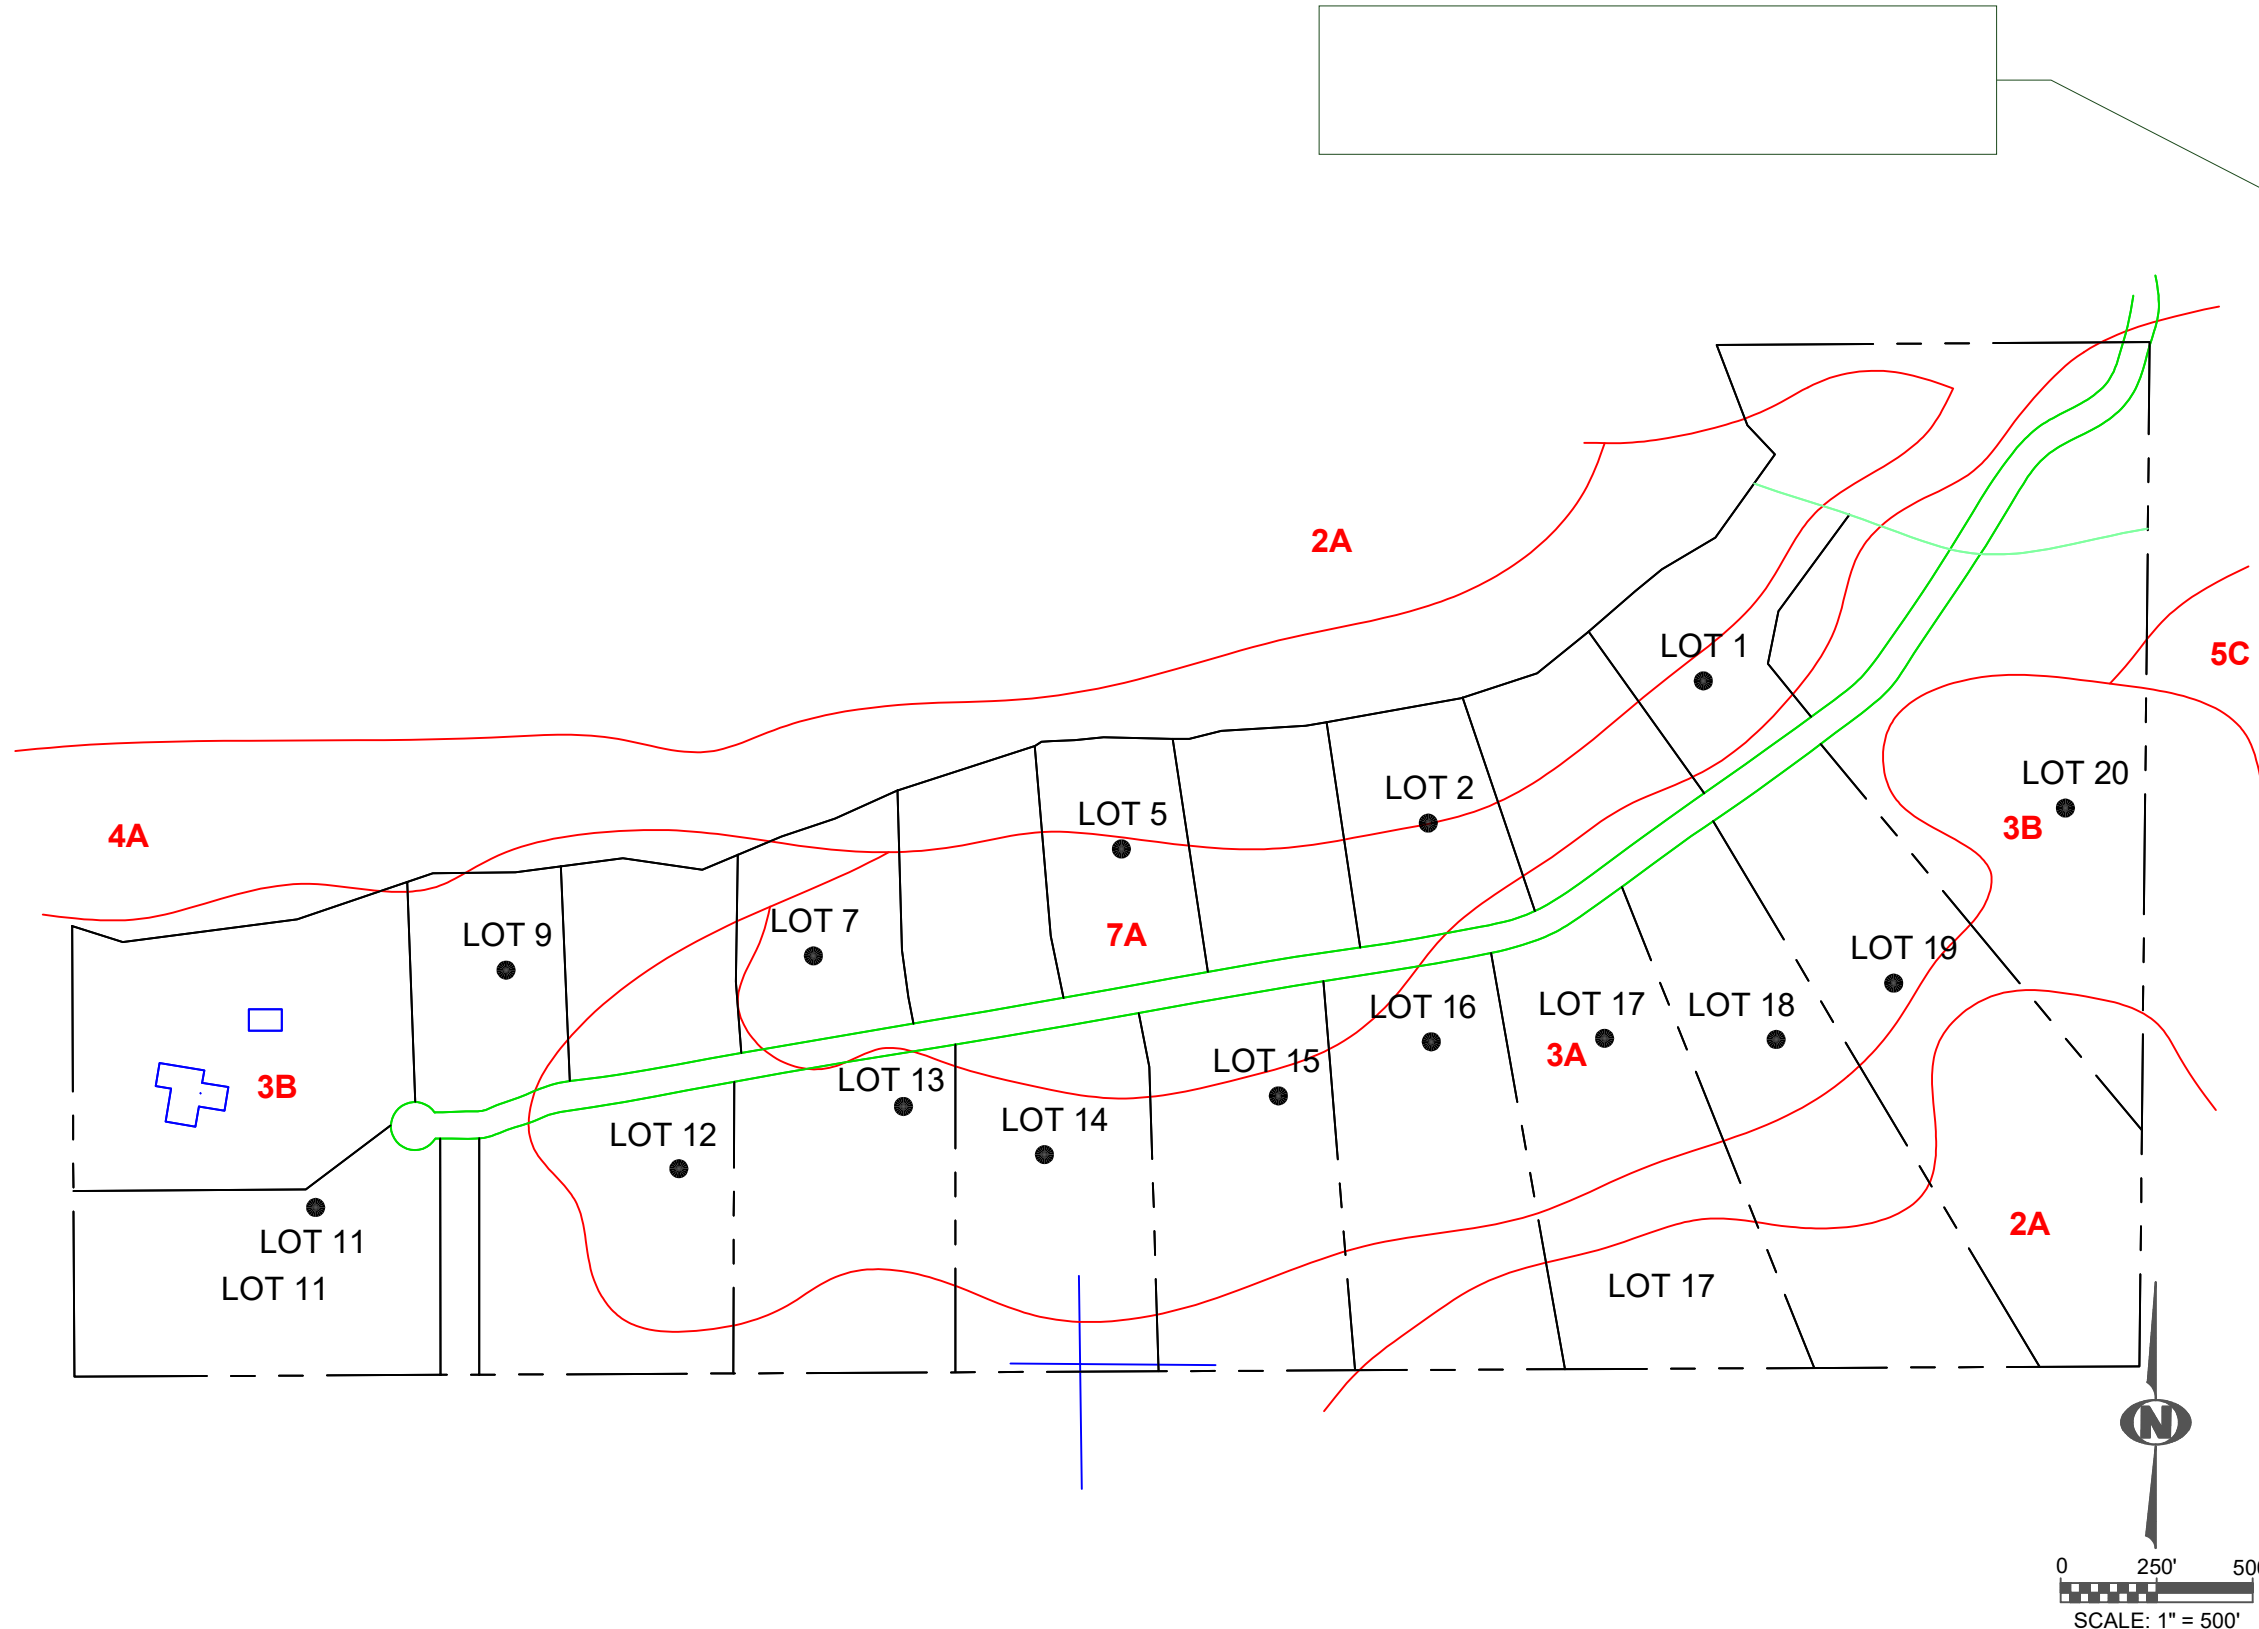 2A
LOT 1
5C
LOT 20
LOT 2
LOT 5
3B
4A
LOT 7
LOT 9
7A
LOT 19
LOT 17
LOT 18
LOT 16
3A
LOT 15
LOT 13
3B
LOT 14
LOT 12
2A
LOT 11
LOT 17
LOT 11
N
0 250'
SCALE: 1" = 500'